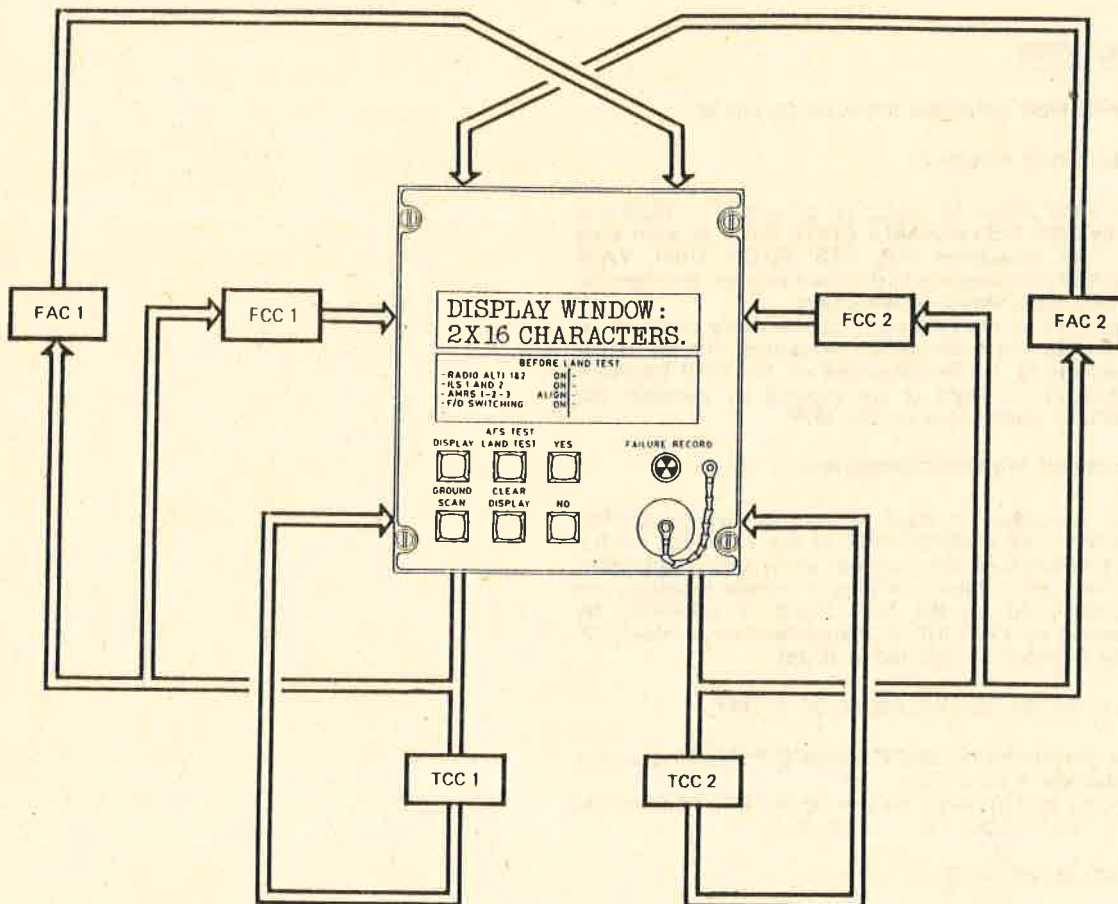 FAC 1
FCC 1
DISPLAY WINDOW:
2X16 CHARACTERS.
FCC 2
FAC 2
BEFORE LAND TEST
-RADIO ALTI 1&2 ON -
-ILS 1 AND 2 ON -
-AMRS 1-2-3 ALIGN -
-F/D SWITCHING ON -
AFS TEST
DISPLAY LAND TEST YES
FAILURE RECORD
GROUND CLEAR
SCAN DISPLAY NO
TCC 1
TCC 2